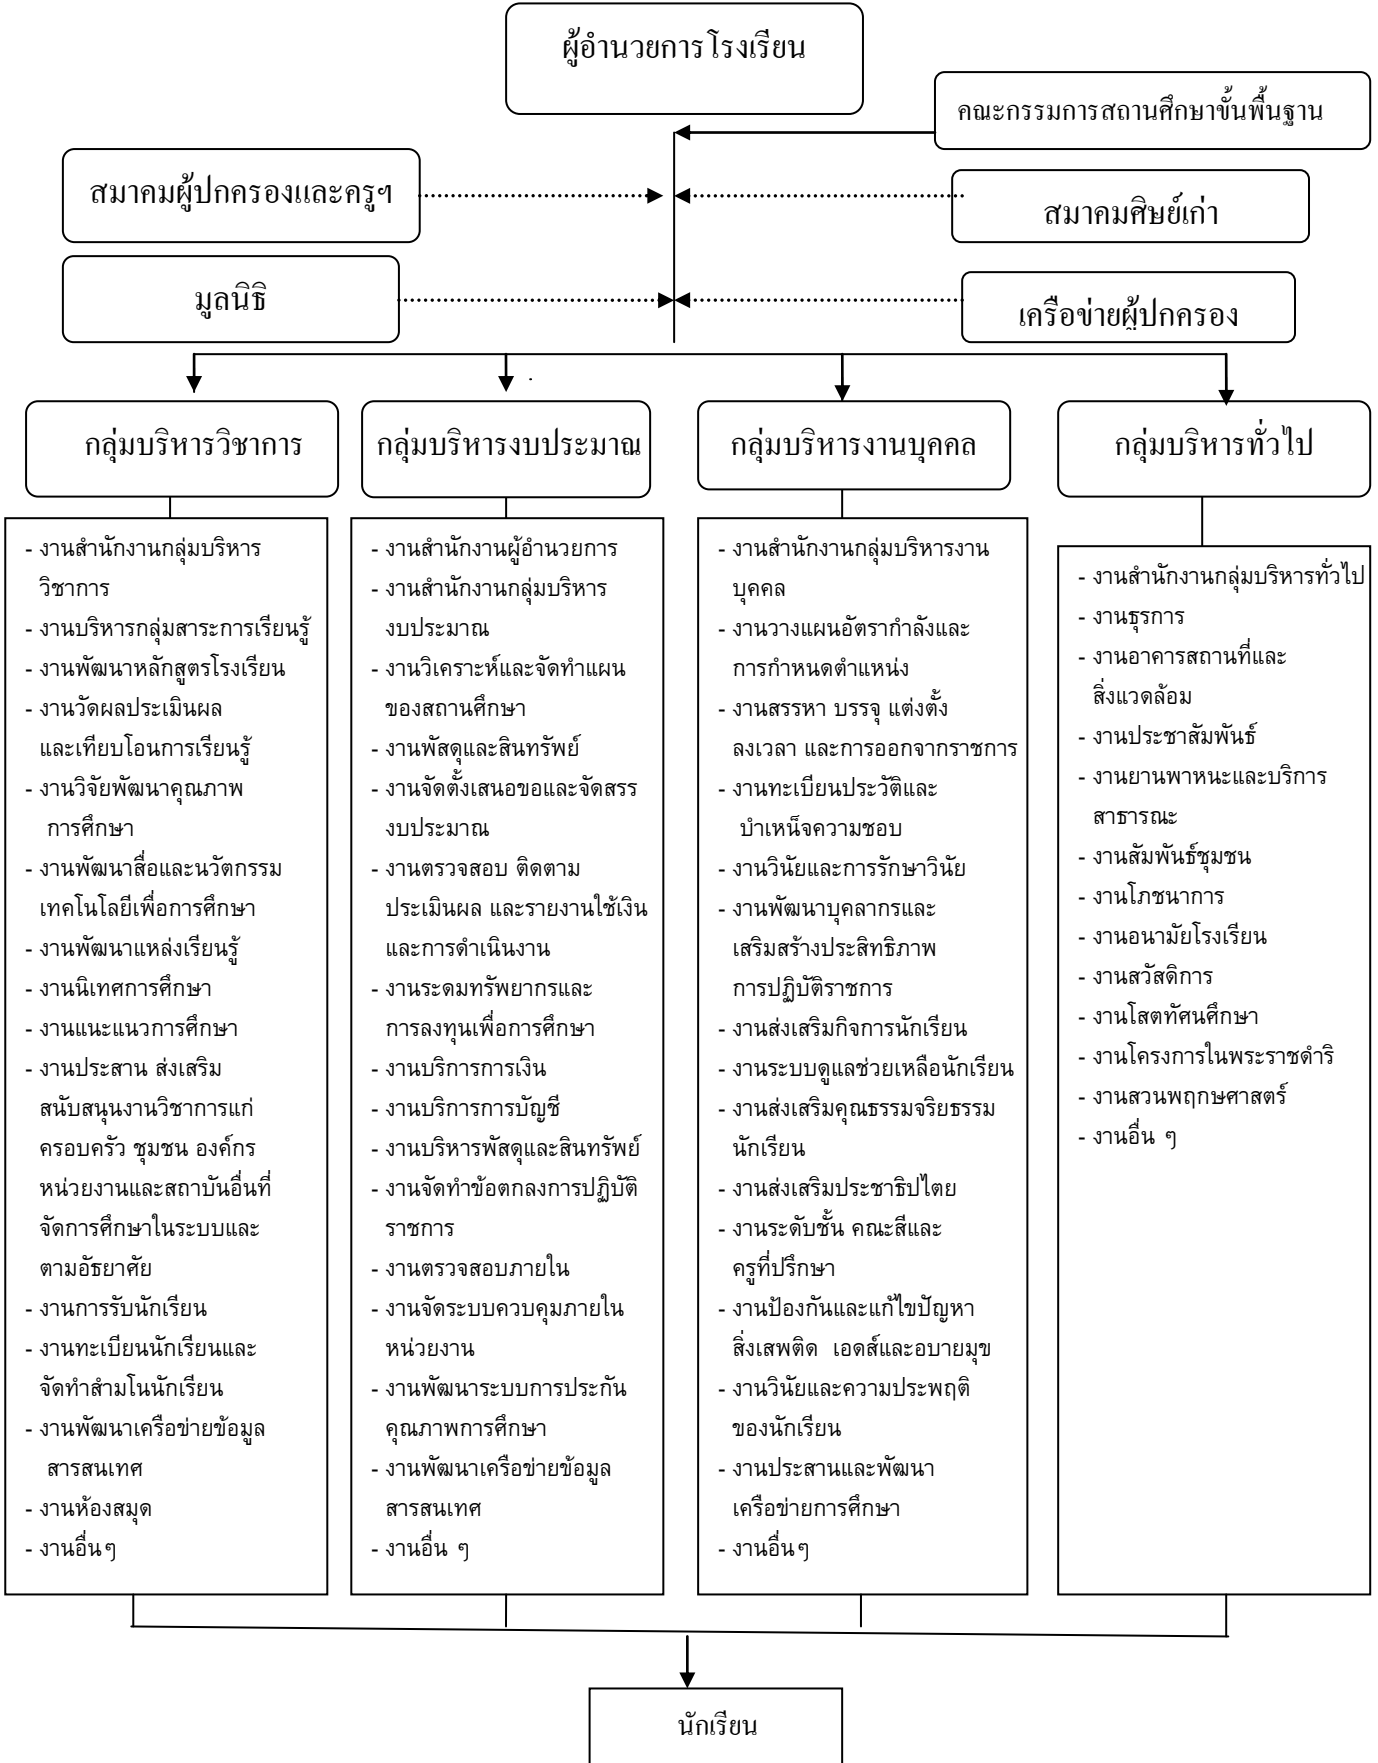 ผู้อำนวยการโรงเรียน
คณะกรรมการสถานศึกษาขั้นพื้นฐาน
สมาคมผู้ปกครองและครูฯ
สมาคมศิษย์เก่า
มูลนิธิ
เครือข่ายผู้ปกครอง
กลุ่มบริหารวิชาการ
กลุ่มบริหารงบประมาณ
กลุ่มบริหารงานบุคคล
กลุ่มบริหารทั่วไป
- งานสำนักงานกลุ่มบริหาร
วิชาการ
- งานบริหารกลุ่มสาระการเรียนรู้
- งานพัฒนาหลักสูตรโรงเรียน
- งานวัดผลประเมินผล
และเทียบโอนการเรียนรู้
- งานวิจัยพัฒนาคุณภาพ
การศึกษา
- งานพัฒนาสื่อและนวัตกรรม
เทคโนโลยีเพื่อการศึกษา
- งานพัฒนาแหล่งเรียนรู้
- งานนิเทศการศึกษา
- งานแนะแนวการศึกษา
- งานประสาน ส่งเสริม
สนับสนุนงานวิชาการแก่
ครอบครัว ชุมชน องค์กร
หน่วยงานและสถาบันอื่นที่
จัดการศึกษาในระบบและ
ตามอัธยาศัย
- งานการรับนักเรียน
- งานทะเบียนนักเรียนและ
จัดทำสำมโนนักเรียน
- งานพัฒนาเครือข่ายข้อมูล
สารสนเทศ
- งานห้องสมุด
- งานอื่นๆ
- งานสำนักงานผู้อำนวยการ
- งานสำนักงานกลุ่มบริหาร
งบประมาณ
- งานวิเคราะห์และจัดทำแผน
ของสถานศึกษา
- งานพัสดุและสินทรัพย์
- งานจัดตั้งเสนอขอและจัดสรร
งบประมาณ
- งานตรวจสอบ ติดตาม
ประเมินผล และรายงานใช้เงิน
และการดำเนินงาน
- งานระดมทรัพยากรและ
การลงทุนเพื่อการศึกษา
- งานบริการการเงิน
- งานบริการการบัญชี
- งานบริหารพัสดุและสินทรัพย์
- งานจัดทำข้อตกลงการปฏิบัติ
ราชการ
- งานตรวจสอบภายใน
- งานจัดระบบควบคุมภายใน
หน่วยงาน
- งานพัฒนาระบบการประกัน
คุณภาพการศึกษา
- งานพัฒนาเครือข่ายข้อมูล
สารสนเทศ
- งานอื่น ๆ
- งานสำนักงานกลุ่มบริหารงาน
บุคคล
- งานวางแผนอัตรากำลังและ
การกำหนดตำแหน่ง
- งานสรรหา บรรจุ แต่งตั้ง
ลงเวลา และการออกจากราชการ
- งานทะเบียนประวัติและ
บำเหน็จความชอบ
- งานวินัยและการรักษาวินัย
- งานพัฒนาบุคลากรและ
เสริมสร้างประสิทธิภาพ
การปฏิบัติราชการ
- งานส่งเสริมกิจการนักเรียน
- งานระบบดูแลช่วยเหลือนักเรียน
- งานส่งเสริมคุณธรรมจริยธรรม
นักเรียน
- งานส่งเสริมประชาธิปไตย
- งานระดับชั้น คณะสีและ
ครูที่ปรึกษา
- งานป้องกันและแก้ไขปัญหา
สิ่งเสพติด เอดส์และอบายมุข
- งานวินัยและความประพฤติ
ของนักเรียน
- งานประสานและพัฒนา
เครือข่ายการศึกษา
- งานอื่นๆ
- งานสำนักงานกลุ่มบริหารทั่วไป
- งานธุรการ
- งานอาคารสถานที่และ
สิ่งแวดล้อม
- งานประชาสัมพันธ์
- งานยานพาหนะและบริการ
สาธารณะ
- งานสัมพันธ์ชุมชน
- งานโภชนาการ
- งานอนามัยโรงเรียน
- งานสวัสดิการ
- งานโสตทัศนศึกษา
- งานโครงการในพระราชดำริ
- งานสวนพฤกษศาสตร์
- งานอื่น ๆ
นักเรียน